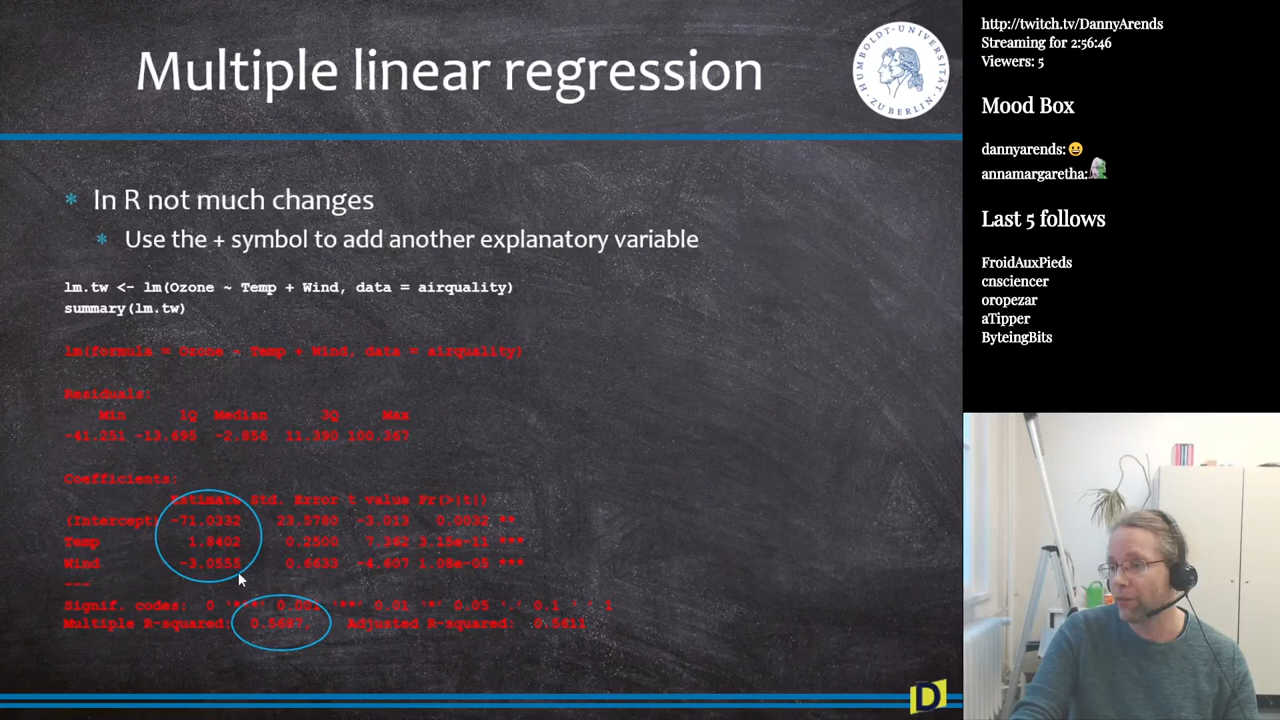 Multiple linear regression
HUMBOLDT-UNIVERSITÄT ZU BERLIN
* In R not much changes
* Use the + symbol to add another explanatory variable
lm.tw <- lm(Ozone ~ Temp + Wind, data = airquality)
summary(lm.tw)
lm(formula = Ozone ~ Temp + Wind, data = airquality)
Residuals:
Min 1Q Median 3Q Max
-41.251 -13.695 -2.856 11.390 100.367
Coefficients:
Estimate Std. Error t value Pr(>|t|)
(Intercept) -71.0332 23.5780 -3.013 0.0032 **
Temp 1.8402 0.2500 7.362 3.15e-11 ***
Wind -3.0555 0.6633 -4.607 1.08e-05 ***
---
Signif. codes: 0 '***' 0.001 '**' 0.01 '*' 0.05 '.' 0.1 ' ' 1
Multiple R-squared: 0.5687, Adjusted R-squared: 0.5611
D
http://twitch.tv/DannyArends
Streaming for 2:56:46
Viewers: 5
Mood Box
dannyarends:
annamargaretha:
Last 5 follows
FroidAuxPieds
cnsciencer
oropezar
aTipper
ByteingBits